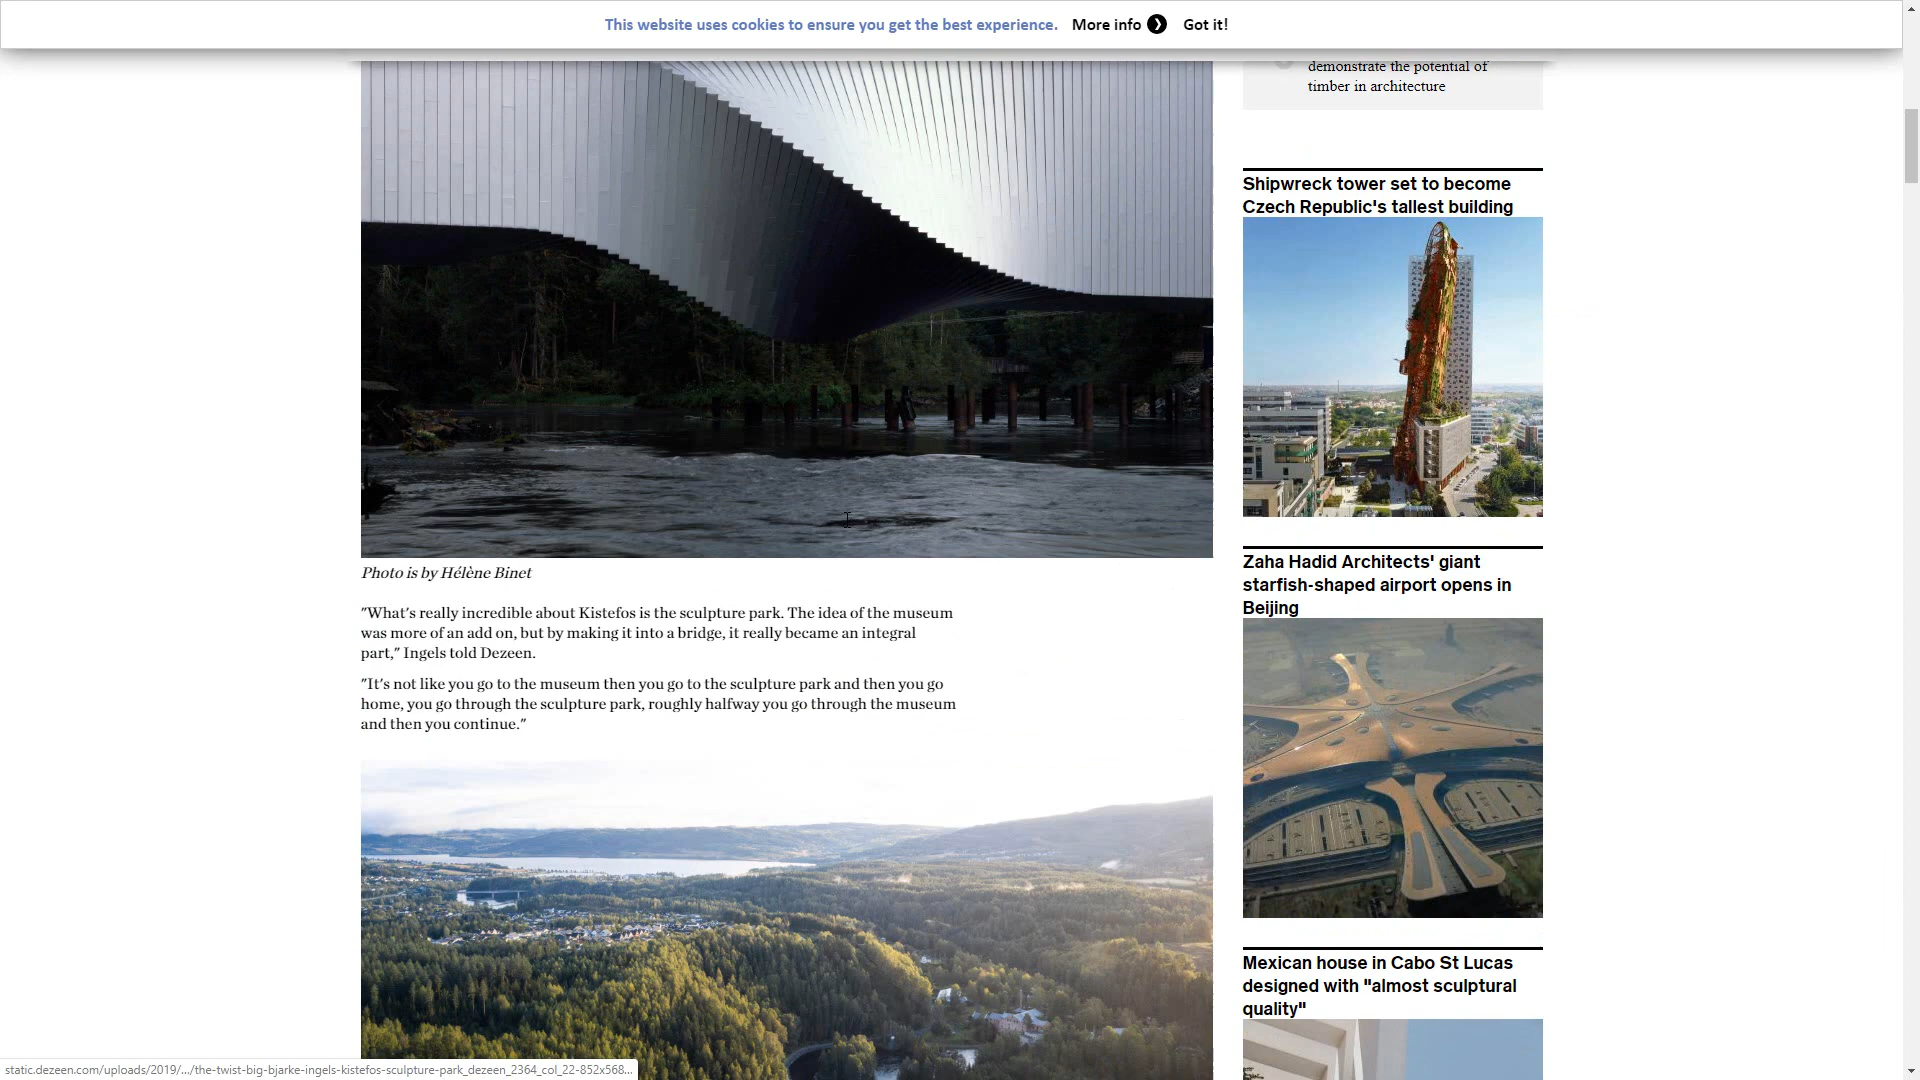 This website uses cookies to ensure you get the best experience. More info ❯ Got it!
demonstrate the potential of
timber in architecture
Shipwreck tower set to become
Czech Republic's tallest building
Photo is by Hélène Binet
"What's really incredible about Kistefos is the sculpture park. The idea of the museum
was more of an add on, but by making it into a bridge, it really became an integral
part," Ingels told Dezeen.
"It's not like you go to the museum then you go to the sculpture park and then you go
home, you go through the sculpture park, roughly halfway you go through the museum
and then you continue."
Zaha Hadid Architects' giant
starfish-shaped airport opens in
Beijing
Mexican house in Cabo St Lucas
designed with "almost sculptural
quality"
static.dezeen.com/uploads/2019/.../the-twist-big-bjarke-ingels-kistefos-sculpture-park_dezeen_2364_col_22-852x568...